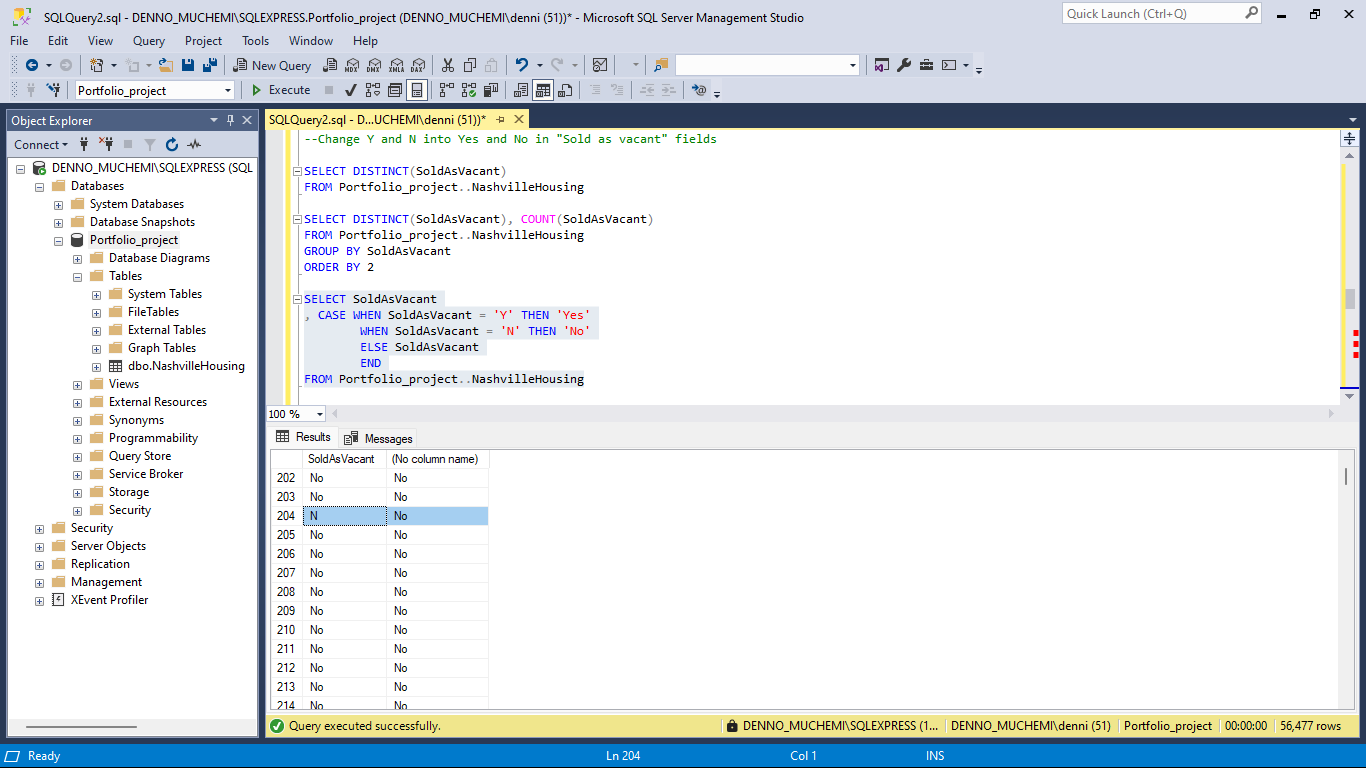 SQLQuery2.sql - DENNO_MUCHEMI\SQLEXPRESS.Portfolio_project (DENNO_MUCHEMI\denni (51))* - Microsoft SQL Server Management Studio
Quick Launch (Ctrl+Q)
File Edit View Query Project Tools Window Help
New Query MDX DMX XMLA DAX
Portfolio_project Execute
Object Explorer
Connect
DENNO_MUCHEMI\SQLEXPRESS (SQL
Databases
System Databases
Database Snapshots
Portfolio_project
Database Diagrams
Tables
System Tables
FileTables
External Tables
Graph Tables
dbo.NashvilleHousing
Views
External Resources
Synonyms
Programmability
Query Store
Service Broker
Storage
Security
Security
Server Objects
Replication
Management
XEvent Profiler
SQLQuery2.sql - D...UCHEMI\denni (51))*
--Change Y and N into Yes and No in "Sold as vacant" fields
SELECT DISTINCT(SoldAsVacant)
FROM Portfolio_project..NashvilleHousing
SELECT DISTINCT(SoldAsVacant), COUNT(SoldAsVacant)
FROM Portfolio_project..NashvilleHousing
GROUP BY SoldAsVacant
ORDER BY 2
SELECT SoldAsVacant
, CASE WHEN SoldAsVacant = 'Y' THEN 'Yes'
WHEN SoldAsVacant = 'N' THEN 'No'
ELSE SoldAsVacant
END
FROM Portfolio_project..NashvilleHousing
100 %
Results Messages
SoldAsVacant (No column name)
202 No No
203 No No
204 N No
205 No No
206 No No
207 No No
208 No No
209 No No
210 No No
211 No No
212 No No
213 No No
214 No No
Query executed successfully. DENNO_MUCHEMI\SQLEXPRESS (1... DENNO_MUCHEMI\denni (51) Portfolio_project 00:00:00 56,477 rows
Ready Ln 204 Col 1 INS